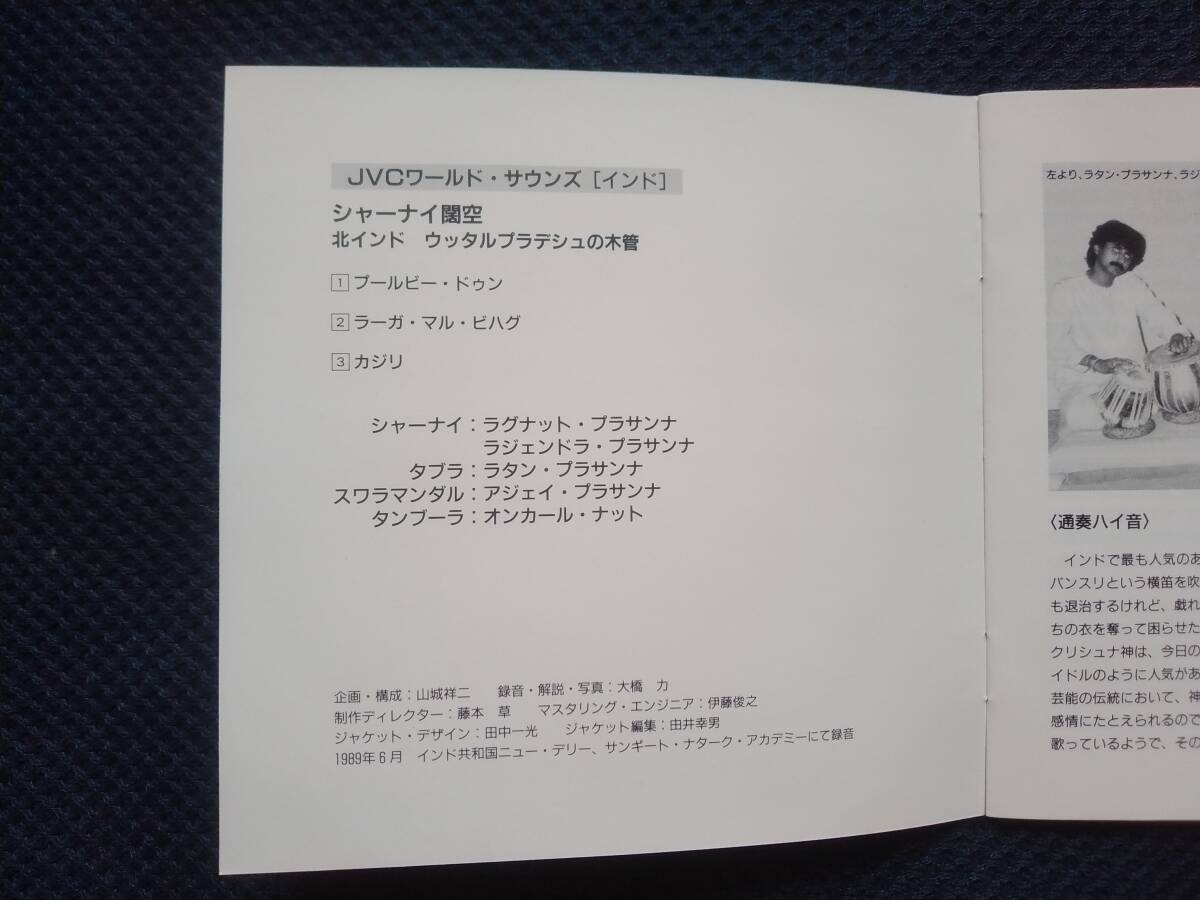 JVCワールド・サウンズ [インド]
シャーナイ闊空
北インド ウッタルプラデシュの木管
1 プールビー・ドゥン
2 ラーガ・マル・ビハグ
3 カジリ
シャーナイ：ラグナット・プラサンナ
ラジェンドラ・プラサンナ
タブラ：ラタン・プラサンナ
スワラマンダル：アジェイ・プラサンナ
タンブーラ：オンカール・ナット
企画・構成：山城祥二 録音・解説・写真：大橋 力
制作ディレクター：藤本 草 マスタリング・エンジニア：伊藤俊之
ジャケット・デザイン：田中一光 ジャケット編集：由井幸男
1989年6月 インド共和国ニュー・デリー、サンギート・ナターク・アカデミーにて録音
左より、ラタン・プラサンナ、ラジ
〈通奏ハイ音〉
インドで最も人気のあ
バンスリという横笛を吹
も退治するけれど、戯れ
ちの衣を奪って困らせた
クリシュナ神は、今日の
イドルのように人気があ
芸能の伝統において、神
感情にたとえられるので
歌っているようで、その